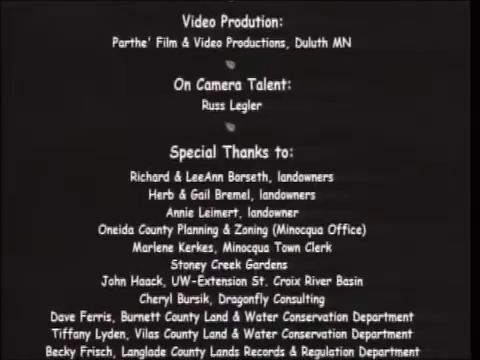 Video Prodution:
Parthe' Film & Video Productions, Duluth MN
On Camera Talent:
Russ Legler
Special Thanks to:
Richard & LeeAnn Borseth, landowners
Herb & Gail Bremel, landowners
Annie Leimert, landowner
Oneida County Planning & Zoning (Minocqua Office)
Marlene Kerkes, Minocqua Town Clerk
Stoney Creek Gardens
John Haack, UW-Extension St. Croix River Basin
Cheryl Bursik, Dragonfly Consulting
Dave Ferris, Burnett County Land & Water Conservation Department
Tiffany Lyden, Vilas County Land & Water Conservation Department
Becky Frisch, Langlade County Lands Records & Regulation Department